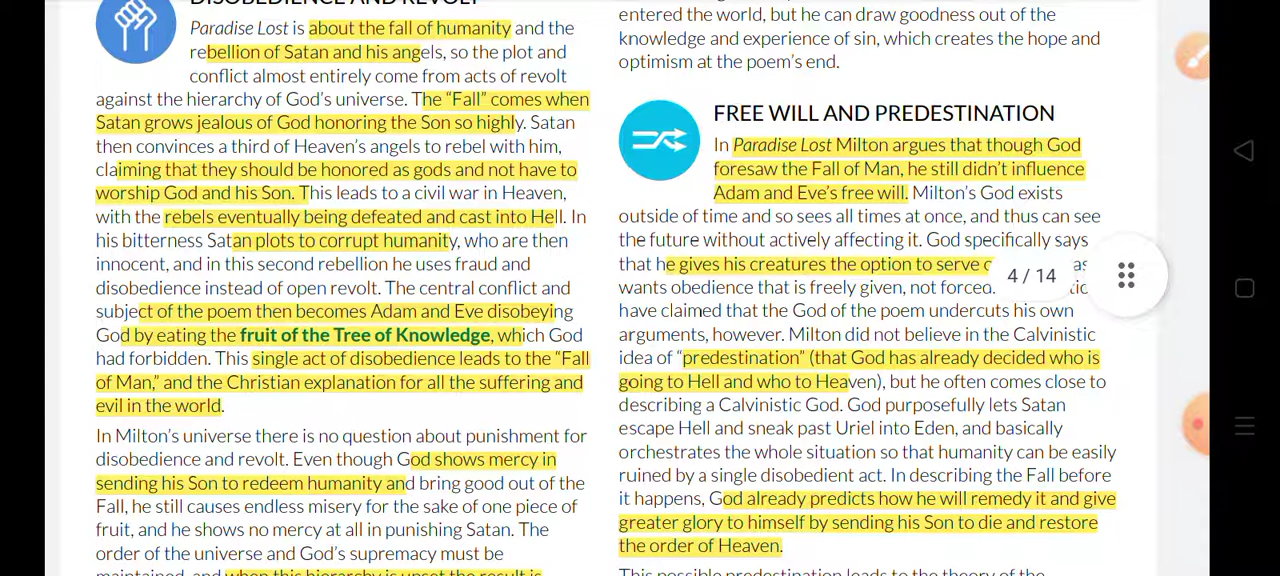 DISOBEDIENCE AND REVOLT
Paradise Lost is about the fall of humanity and the
rebellion of Satan and his angels, so the plot and
conflict almost entirely come from acts of revolt
against the hierarchy of God's universe. The “Fall” comes when
Satan grows jealous of God honoring the Son so highly. Satan
then convinces a third of Heaven's angels to rebel with him,
claiming that they should be honored as gods and not have to
worship God and his Son. This leads to a civil war in Heaven,
with the rebels eventually being defeated and cast into Hell. In
his bitterness Satan plots to corrupt humanity, who are then
innocent, and in this second rebellion he uses fraud and
disobedience instead of open revolt. The central conflict and
subject of the poem then becomes Adam and Eve disobeying
God by eating the fruit of the Tree of Knowledge, which God
had forbidden. This single act of disobedience leads to the “Fall
of Man,” and the Christian explanation for all the suffering and
evil in the world.
In Milton's universe there is no question about punishment for
disobedience and revolt. Even though God shows mercy in
sending his Son to redeem humanity and bring good out of the
Fall, he still causes endless misery for the sake of one piece of
fruit, and he shows no mercy at all in punishing Satan. The
order of the universe and God's supremacy must be
maintained, and when this hierarchy is upset the result is
entered the world, but he can draw goodness out of the
knowledge and experience of sin, which creates the hope and
optimism at the poem's end.
FREE WILL AND PREDESTINATION
In Paradise Lost Milton argues that though God
foresaw the Fall of Man, he still didn't influence
Adam and Eve's free will. Milton's God exists
outside of time and so sees all times at once, and thus can see
the future without actively affecting it. God specifically says
that he gives his creatures the option to serve as
wants obedience that is freely given, not forced.
have claimed that the God of the poem undercuts his own
arguments, however. Milton did not believe in the Calvinistic
idea of “predestination” (that God has already decided who is
going to Hell and who to Heaven), but he often comes close to
describing a Calvinistic God. God purposefully lets Satan
escape Hell and sneak past Uriel into Eden, and basically
orchestrates the whole situation so that humanity can be easily
ruined by a single disobedient act. In describing the Fall before
it happens, God already predicts how he will remedy it and give
greater glory to himself by sending his Son to die and restore
the order of Heaven.
This possible predestination leads to the theory of the
4 / 14